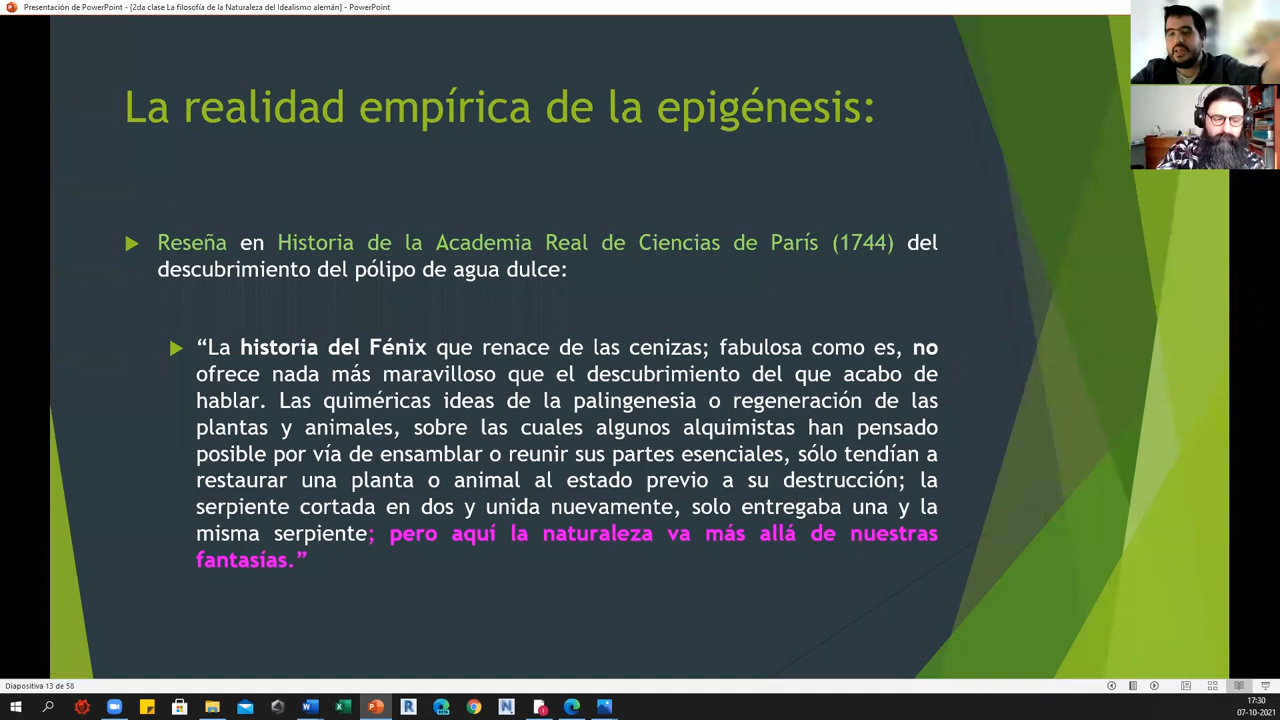 Presentación de PowerPoint - [2da clase La filosofía de la Naturaleza del Idealismo alemán] - PowerPoint
La realidad empírica de la epigénesis:
Reseña en Historia de la Academia Real de Ciencias de París (1744) del
descubrimiento del pólipo de agua dulce:
“La historia del Fénix que renace de las cenizas; fabulosa como es, no
ofrece nada más maravilloso que el descubrimiento del que acabo de
hablar. Las quiméricas ideas de la palingenesia o regeneración de las
plantas y animales, sobre las cuales algunos alquimistas han pensado
posible por vía de ensamblar o reunir sus partes esenciales, sólo tendían a
restaurar una planta o animal al estado previo a su destrucción; la
serpiente cortada en dos y unida nuevamente, solo entregaba una y la
misma serpiente; pero aquí la naturaleza va más allá de nuestras
fantasías.”
Diapositiva 13 de 58
17:30
07-10-2021